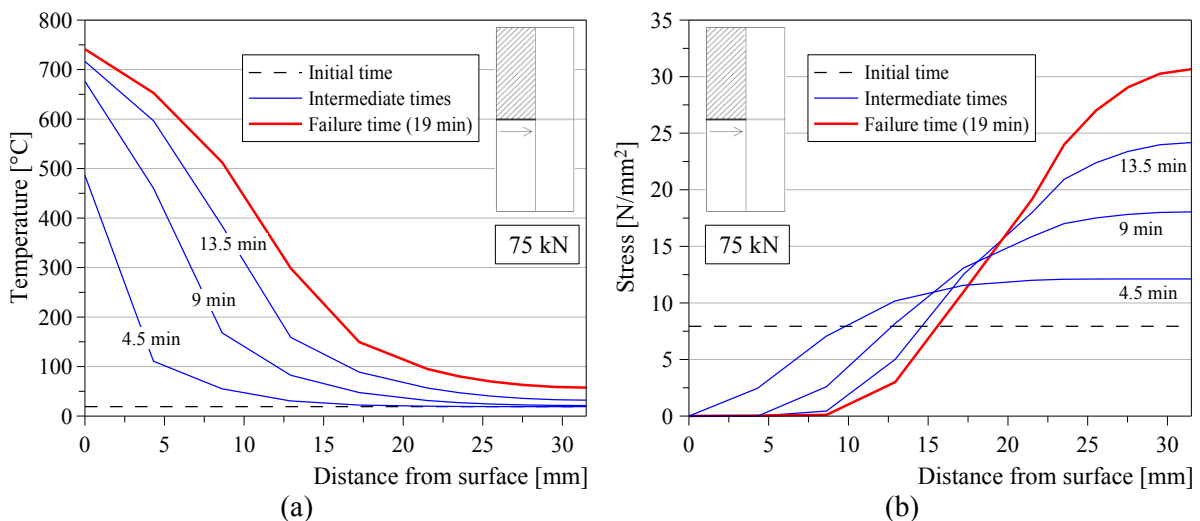 800
700
600
500
400
300
200
100
0
Temperature [°C]
0 5 10 15 20 25 30
Distance from surface [mm]
Initial time
Intermediate times
Failure time (19 min)
75 kN
13.5 min
9 min
4.5 min
(a)
35
30
25
20
15
10
5
0
Stress [N/mm²]
0 5 10 15 20 25 30
Distance from surface [mm]
Initial time
Intermediate times
Failure time (19 min)
75 kN
13.5 min
9 min
4.5 min
(b)